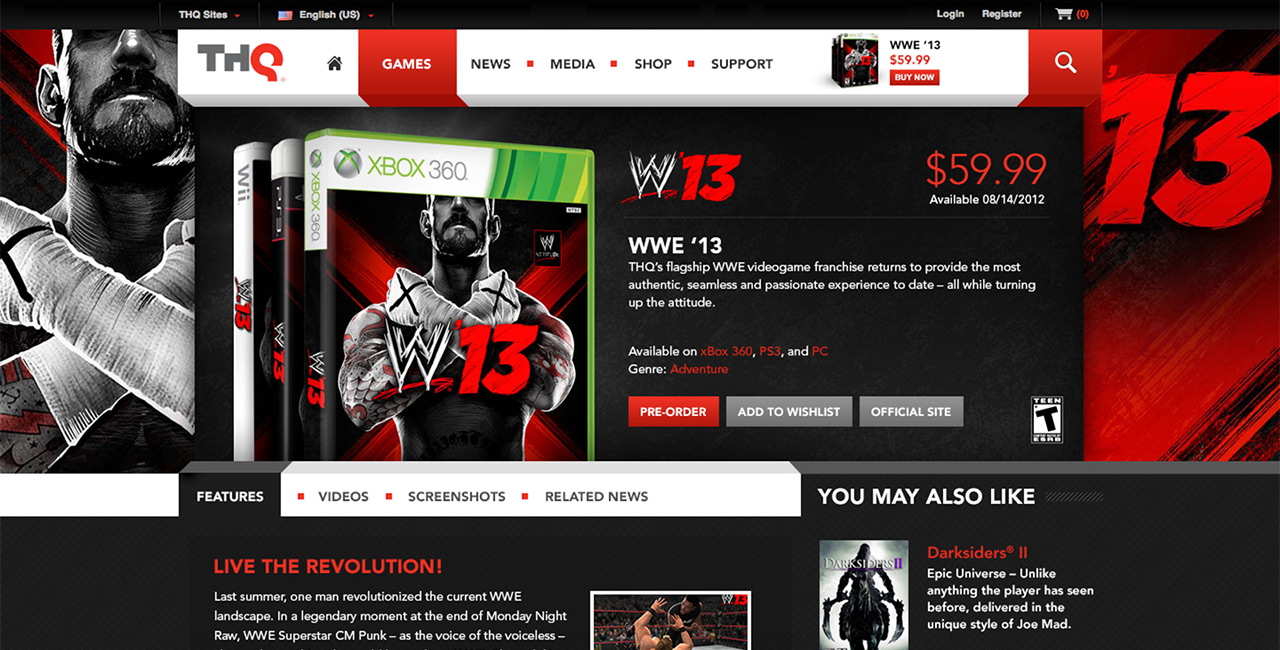 THQ Sites
English (US)
Login
Register
(0)
THQ
GAMES
NEWS
MEDIA
SHOP
SUPPORT
WWE ’13
$59.99
BUY NOW
'13
Wii
PS3
XBOX 360
XBOX 360.
NTSC
W '13
W'13
$59.99
Available 08/14/2012
WWE ’13
THQ’s flagship WWE videogame franchise returns to provide the most
authentic, seamless and passionate experience to date – all while turning
up the attitude.
Available on xBox 360, PS3, and PC
Genre: Adventure
PRE-ORDER
ADD TO WISHLIST
OFFICIAL SITE
TEEN
T
ESRB
FEATURES
VIDEOS
SCREENSHOTS
RELATED NEWS
YOU MAY ALSO LIKE
LIVE THE REVOLUTION!
Last summer, one man revolutionized the current WWE
landscape. In a legendary moment at the end of Monday Night
Raw, WWE Superstar CM Punk – as the voice of the voiceless –
W'13
DARKSIDERS II
Darksiders® II
Epic Universe – Unlike
anything the player has seen
before, delivered in the
unique style of Joe Mad.